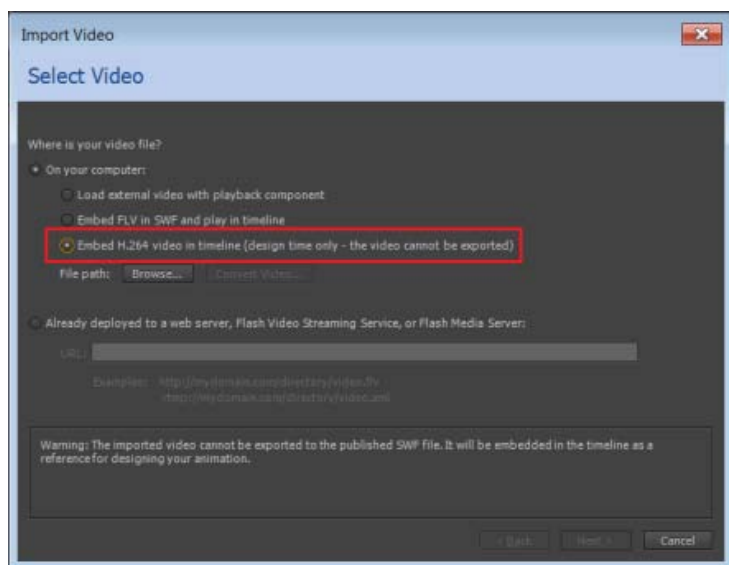 Import Video
Select Video
Where is your video file?
On your computer:
Load external video with playback component
Embed FLV in SWF and play in timeline
Embed H.264 video in timeline (design time only - the video cannot be exported)
File path: Browse... Convert Video...
Already deployed to a web server, Flash Video Streaming Service, or Flash Media Server:
URL:
Examples: http://mydomain.com/directory/video.flv
rtmp://mydomain.com/directory/video.xml
Warning: The imported video cannot be exported to the published SWF file. It will be embedded in the timeline as a
reference for designing your animation.
< Back Next > Cancel